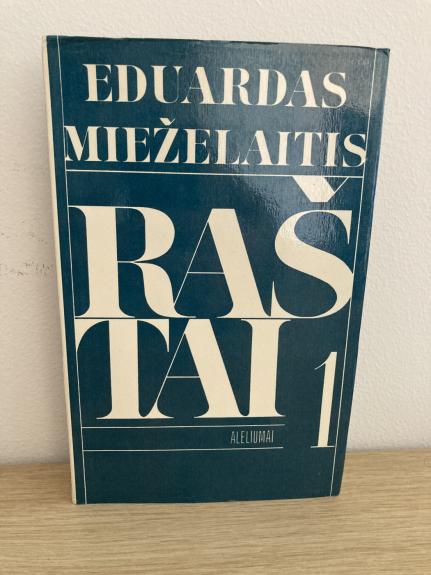 EDUARDAS
MIEŽELAITIS
RAŠ
TAI
1
ALELIUMAI